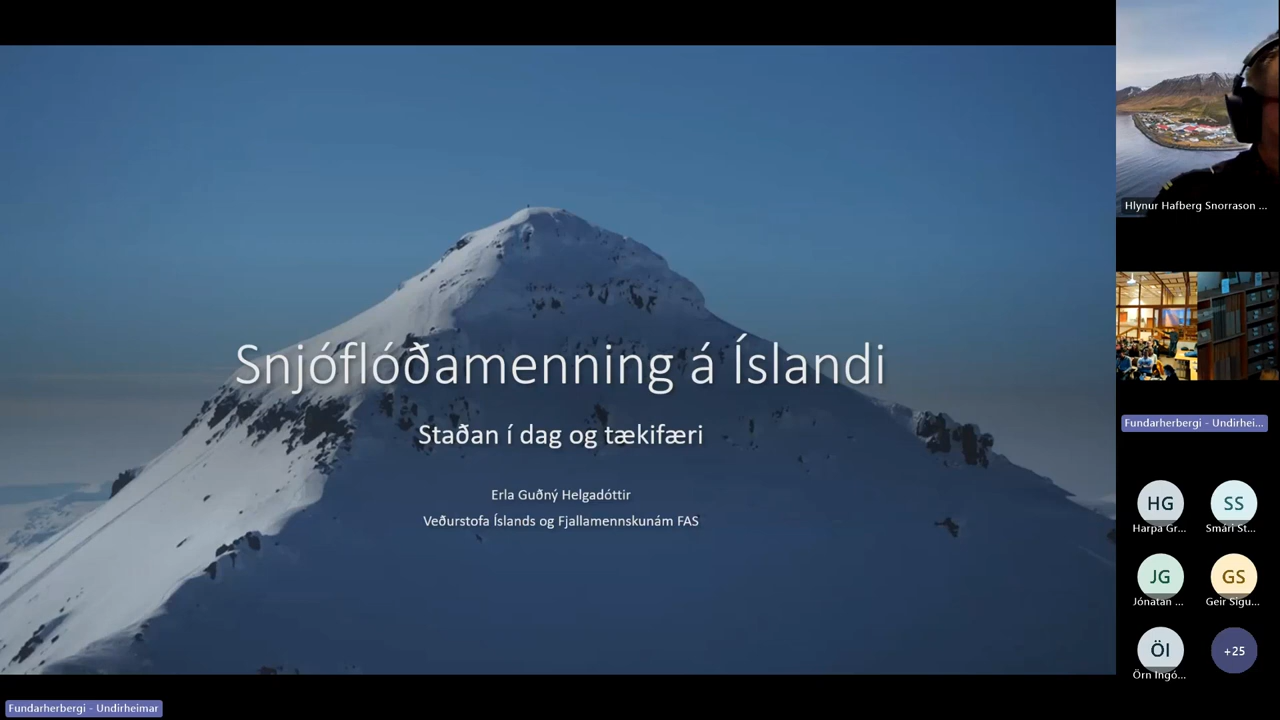 Snjóflóðamenning á Íslandi
Staðan í dag og tækifæri
Erla Guðný Helgadóttir
Veðurstofa Íslands og Fjallamennskunám FAS
Fundarherbergi - Undirheimar
Hlynur Hafberg Snorrason ...
Fundarherbergi - Undirhei...
HG
Harpa Gr...
SS
Smári St...
JG
Jónatan ...
GS
Geir Sigu...
ÖI
Örn Ingó...
+25